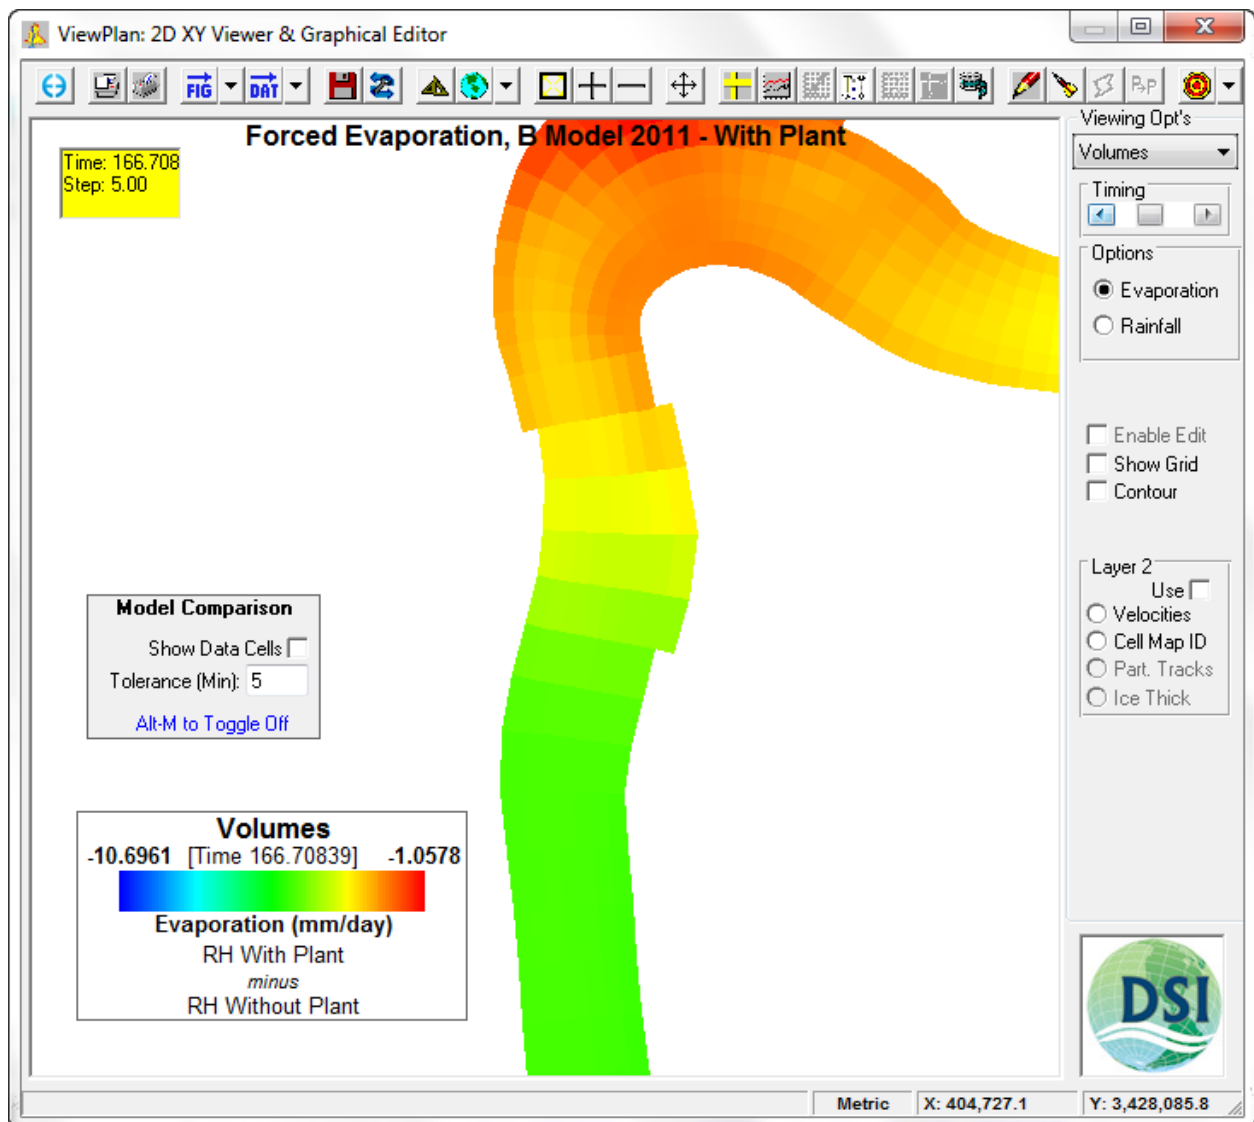 ViewPlan: 2D XY Viewer & Graphical Editor
FIG
DAT
Forced Evaporation, B Model 2011 - With Plant
Time: 166.708
Step: 5.00
Viewing Opt's
Volumes
Timing
Options
Evaporation
Rainfall
Enable Edit
Show Grid
Contour
Layer 2
Use
Velocities
Cell Map ID
Part. Tracks
Ice Thick
Model Comparison
Show Data Cells
Tolerance (Min): 5
Alt-M to Toggle Off
Volumes
-10.6961 [Time 166.70839] -1.0578
Evaporation (mm/day)
RH With Plant
minus
RH Without Plant
DSI
Metric X: 404,727.1 Y: 3,428,085.8